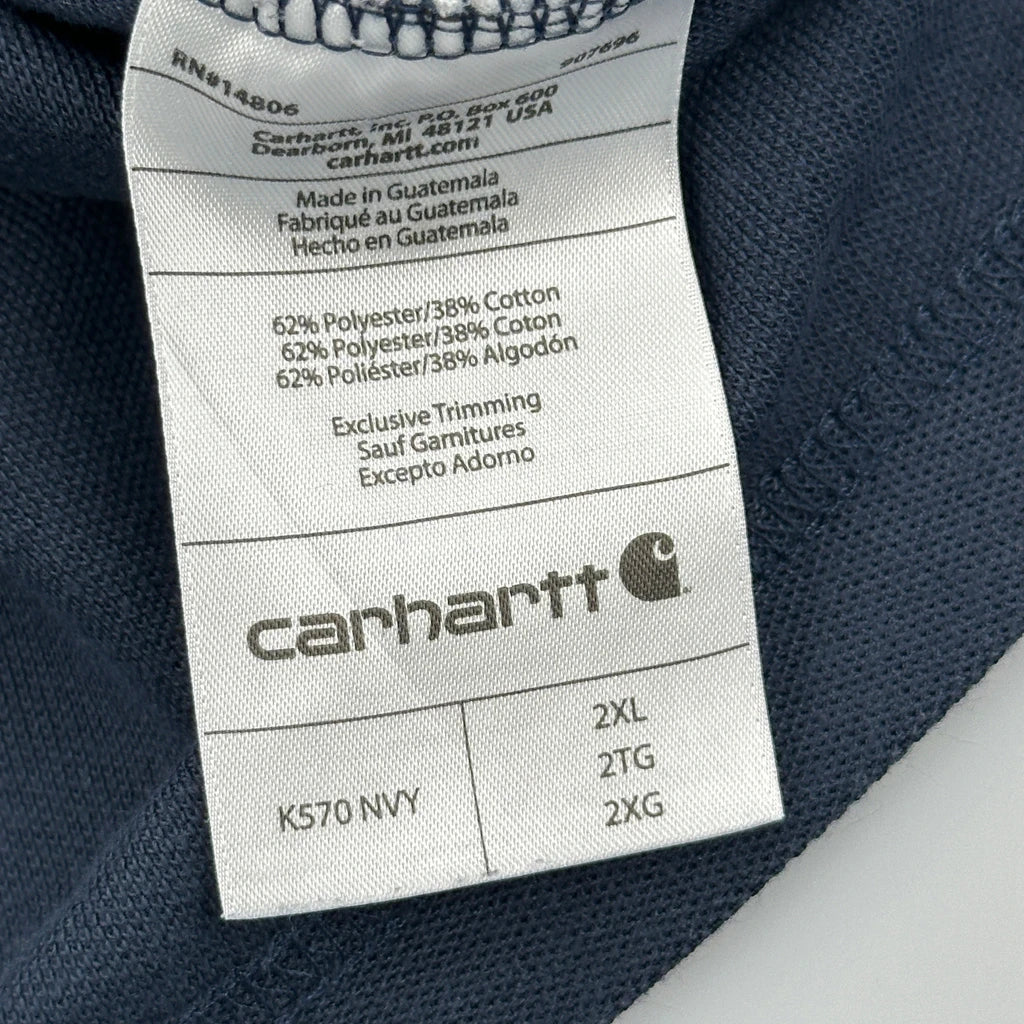 RN#14806
907696
Carhartt, Inc. P.O. Box 600
Dearborn, MI 48121 USA
carhartt.com
Made in Guatemala
Fabriqué au Guatemala
Hecho en Guatemala
62% Polyester/38% Cotton
62% Polyester/38% Coton
62% Poliéster/38% Algodón
Exclusive Trimming
Sauf Garnitures
Excepto Adorno
carhartt
K570 NVY
2XL
2TG
2XG